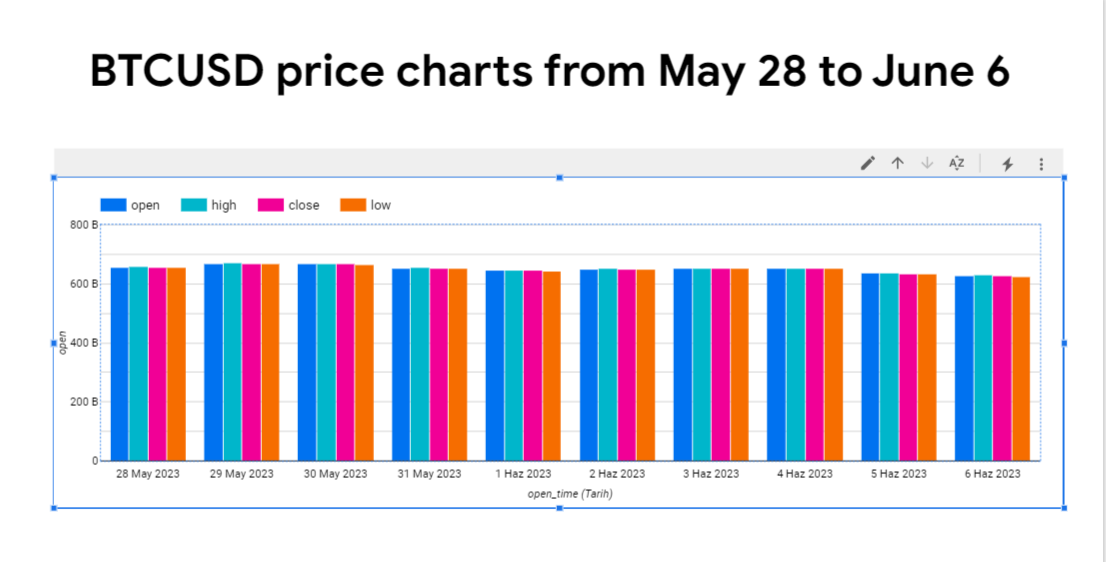 BTCUSD price charts from May 28 to June 6
AZ
open high close low
800 B
600 B
400 B
200 B
0
open
28 May 2023 29 May 2023 30 May 2023 31 May 2023 1 Haz 2023 2 Haz 2023 3 Haz 2023 4 Haz 2023 5 Haz 2023 6 Haz 2023
open_time (Tarih)